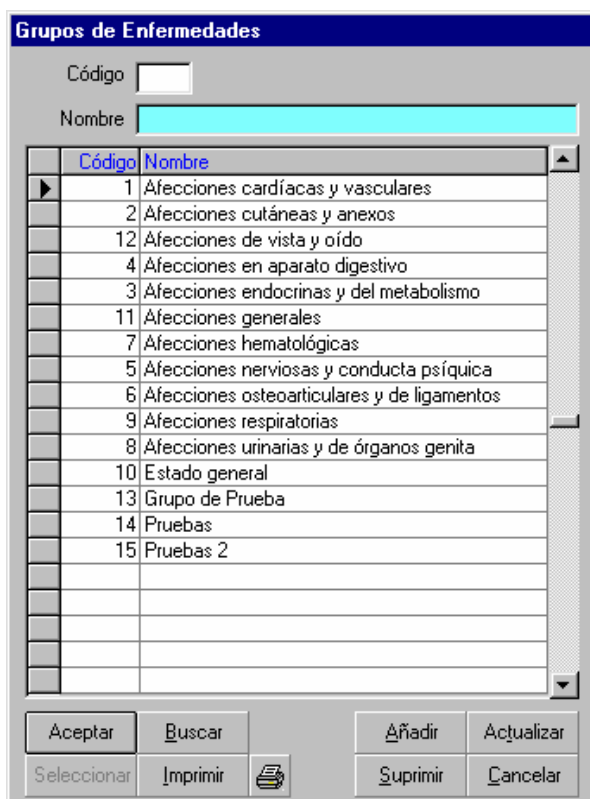 Grupos de Enfermedades
Código
Nombre
Código Nombre
1 Afecciones cardíacas y vasculares
2 Afecciones cutáneas y anexos
12 Afecciones de vista y oído
4 Afecciones en aparato digestivo
3 Afecciones endocrinas y del metabolismo
11 Afecciones generales
7 Afecciones hematológicas
5 Afecciones nerviosas y conducta psíquica
6 Afecciones osteoarticulares y de ligamentos
9 Afecciones respiratorias
8 Afecciones urinarias y de órganos genita
10 Estado general
13 Grupo de Prueba
14 Pruebas
15 Pruebas 2
Aceptar Buscar Añadir Actualizar
Seleccionar Imprimir Suprimir Cancelar